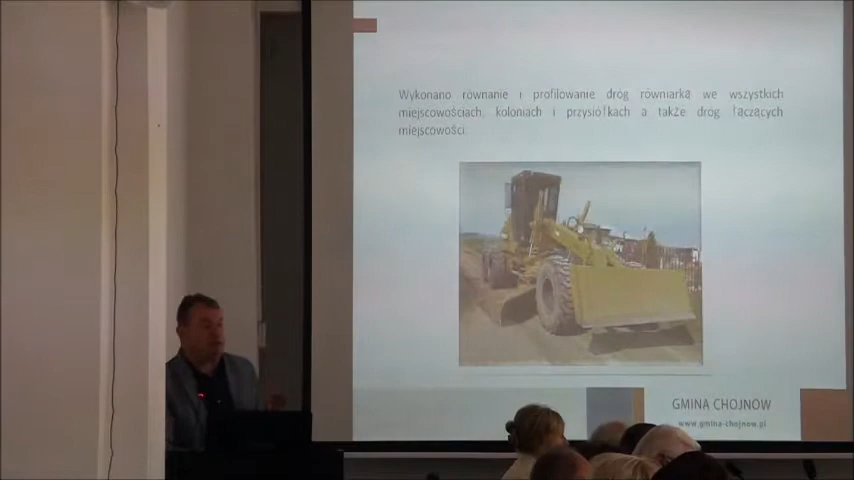 Wykonano równanie i profilowanie dróg równiarką we wszystkich
miejscowościach, koloniach i przysiółkach a także dróg łączących
miejscowości.
GMINA CHOJNÓW
www.gmina-chojnow.pl